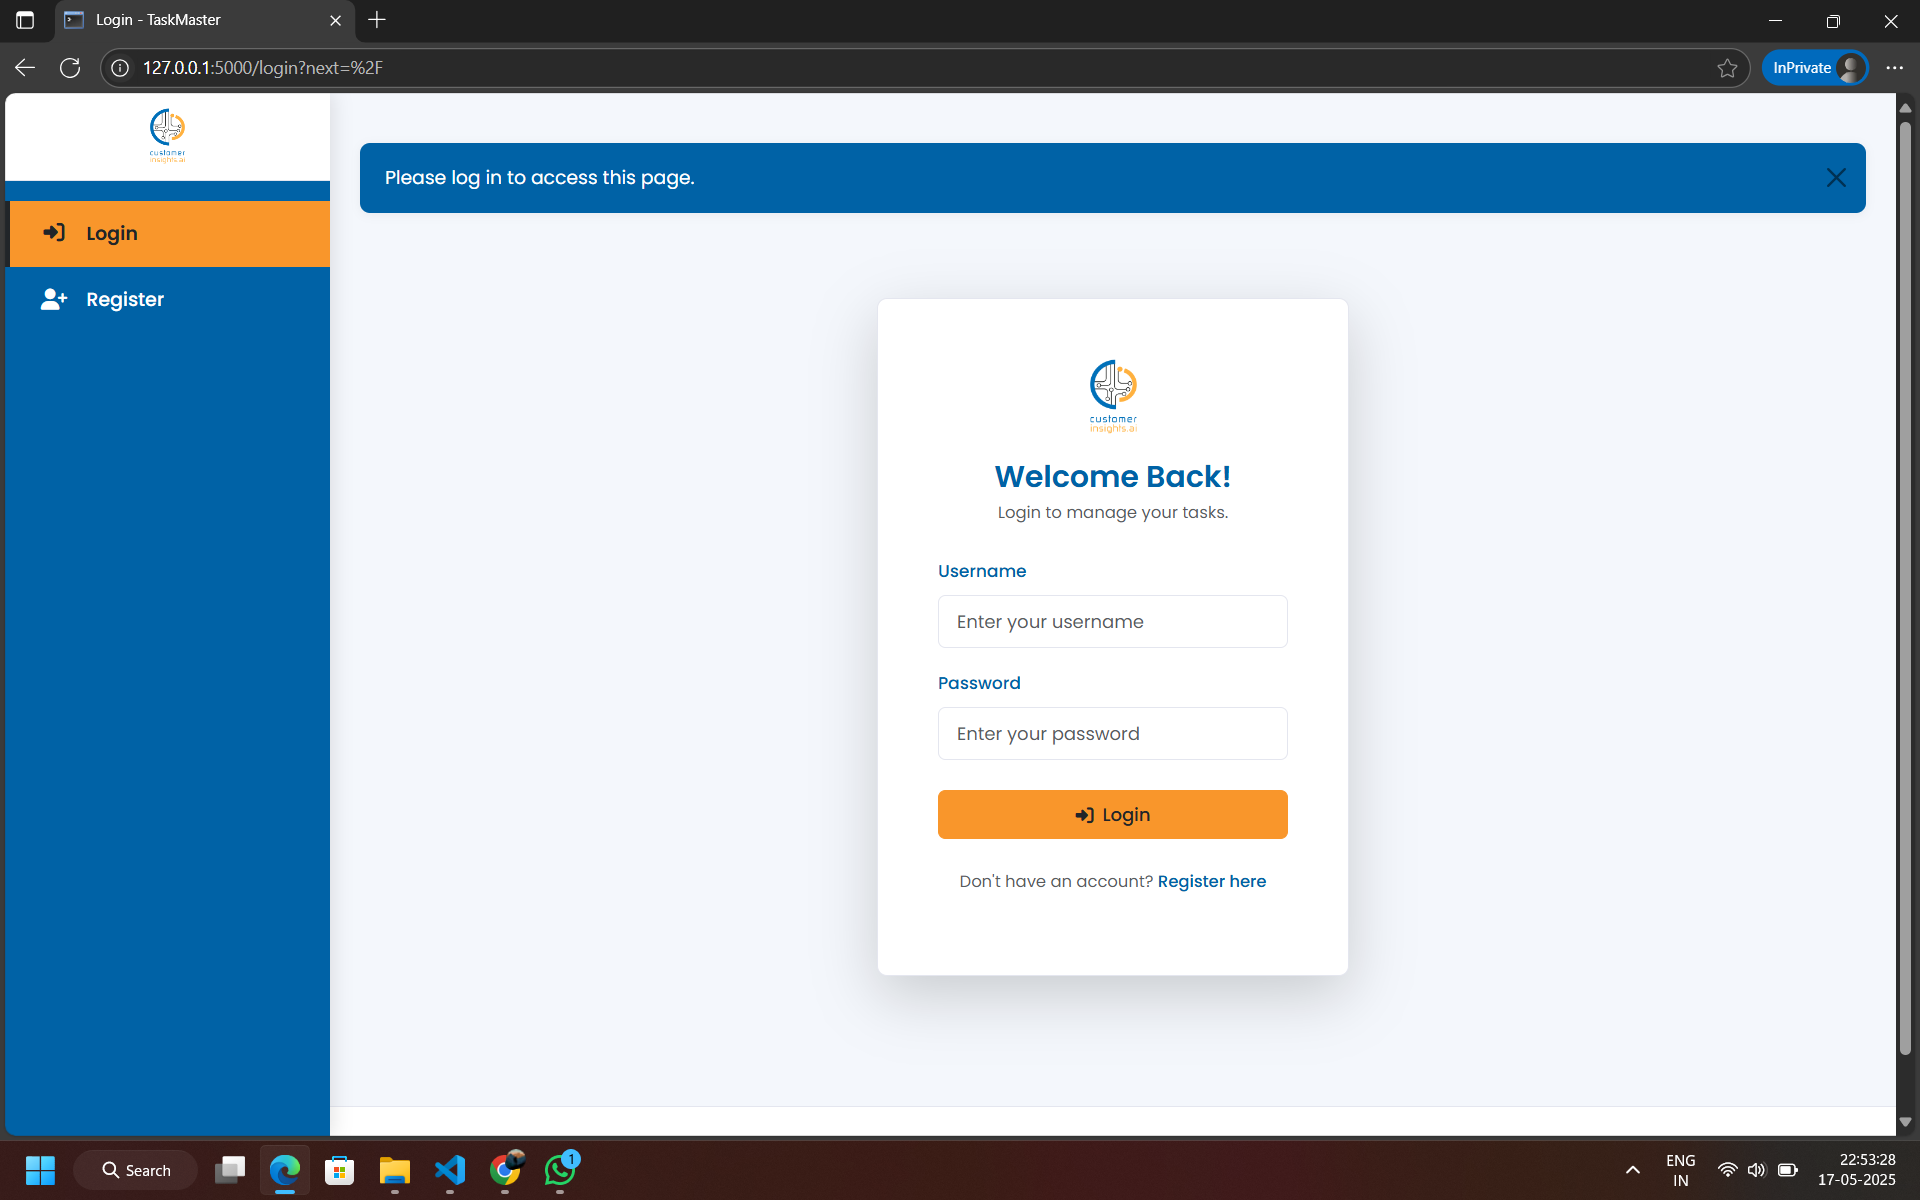 Login - TaskMaster
127.0.0.1:5000/login?next=%2F
InPrivate
customer
insights.ai
Please log in to access this page.
Login
Register
customer
insights.ai
Welcome Back!
Login to manage your tasks.
Username
Enter your username
Password
Enter your password
Login
Don't have an account? Register here
Search
1
ENG
IN
22:53:28
17-05-2025